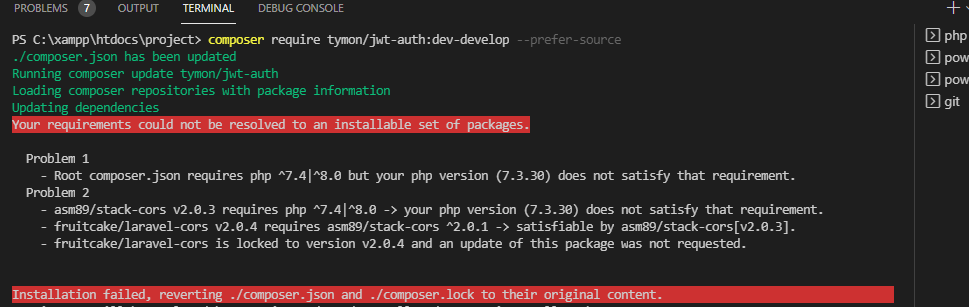 PROBLEMS 7 OUTPUT TERMINAL DEBUG CONSOLE
PS C:\xampp\htdocs\project> composer require tymon/jwt-auth:dev-develop --prefer-source
./composer.json has been updated
Running composer update tymon/jwt-auth
Loading composer repositories with package information
Updating dependencies
Your requirements could not be resolved to an installable set of packages.
Problem 1
- Root composer.json requires php ^7.4|^8.0 but your php version (7.3.30) does not satisfy that requirement.
Problem 2
- asm89/stack-cors v2.0.3 requires php ^7.4|^8.0 -> your php version (7.3.30) does not satisfy that requirement.
- fruitcake/laravel-cors v2.0.4 requires asm89/stack-cors ^2.0.1 -> satisfiable by asm89/stack-cors[v2.0.3].
- fruitcake/laravel-cors is locked to version v2.0.4 and an update of this package was not requested.
Installation failed, reverting ./composer.json and ./composer.lock to their original content.
php
pow
pow
git